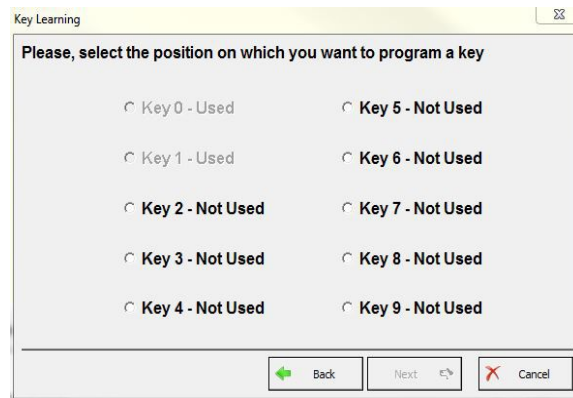 Key Learning
Please, select the position on which you want to program a key
Key 0 - Used
Key 1 - Used
Key 2 - Not Used
Key 3 - Not Used
Key 4 - Not Used
Key 5 - Not Used
Key 6 - Not Used
Key 7 - Not Used
Key 8 - Not Used
Key 9 - Not Used
Back
Next
Cancel